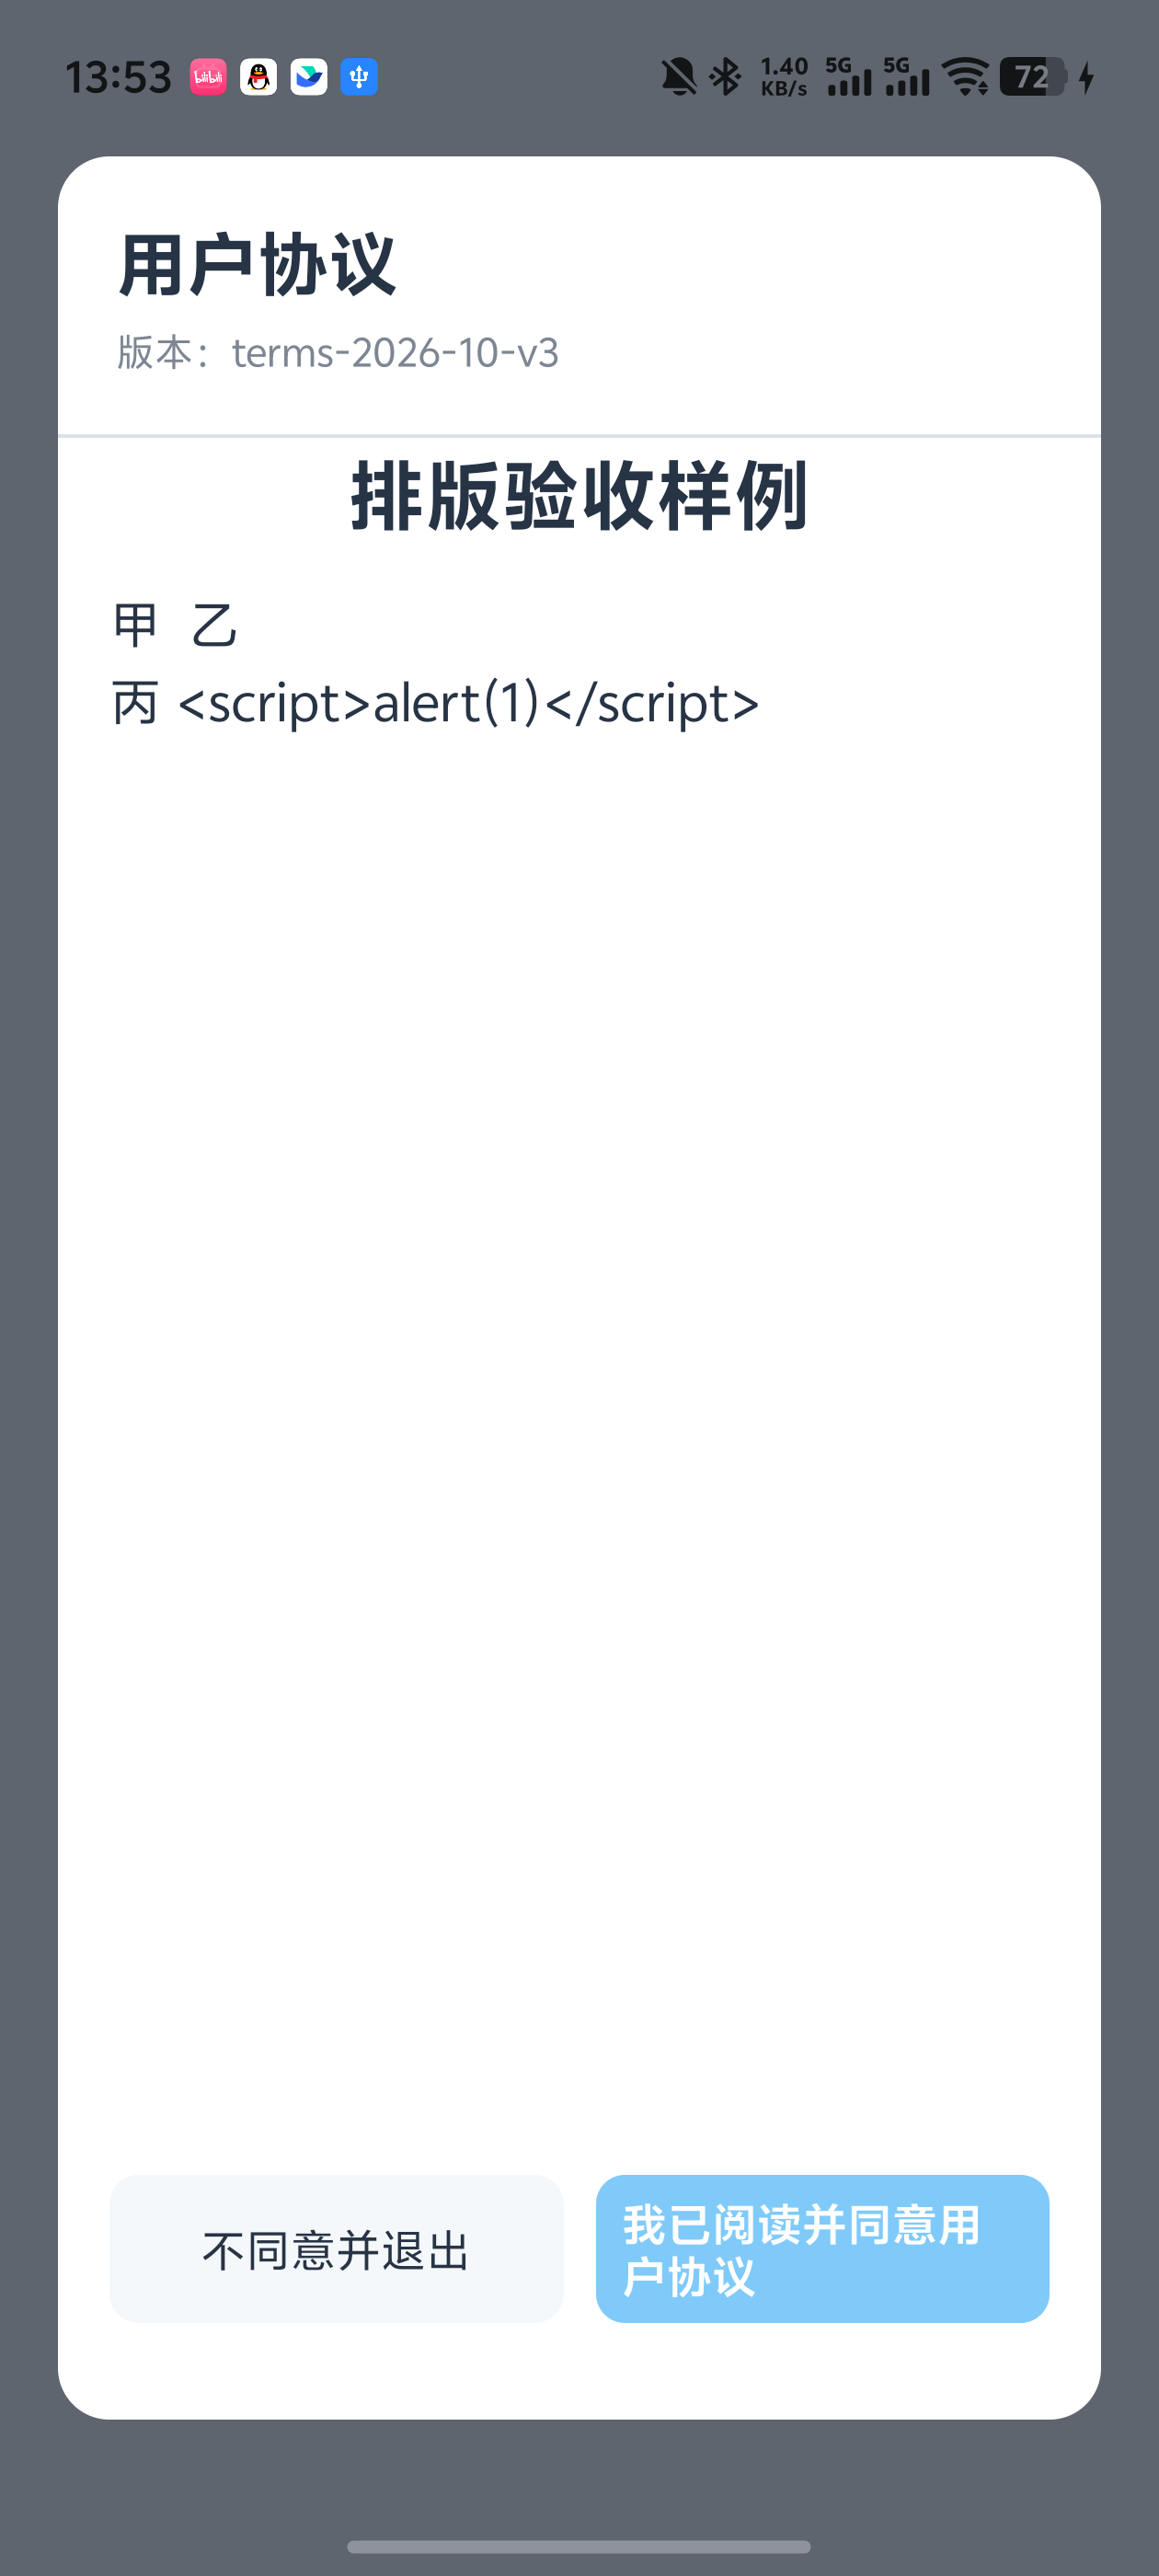 13:53 bilibili 1.40 KB/s 5G 5G 72
用户协议
版本：terms-2026-10-v3
排版验收样例
甲  乙
丙 <script>alert(1)</script>
不同意并退出
我已阅读并同意用
户协议